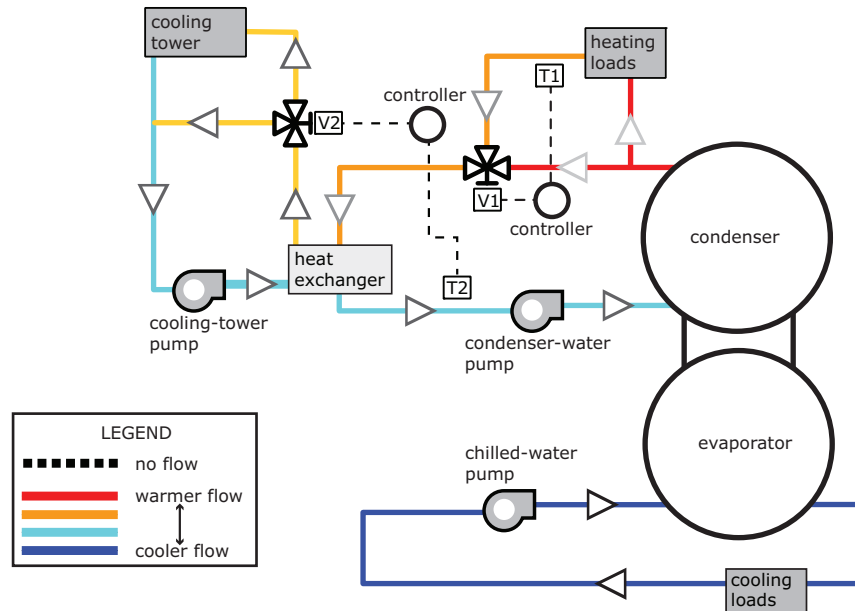 cooling
tower
heating
loads
T1
controller
V2
V1
controller
condenser
heat
exchanger
T2
cooling-tower
pump
condenser-water
pump
LEGEND
no flow
warmer flow
cooler flow
evaporator
chilled-water
pump
cooling
loads